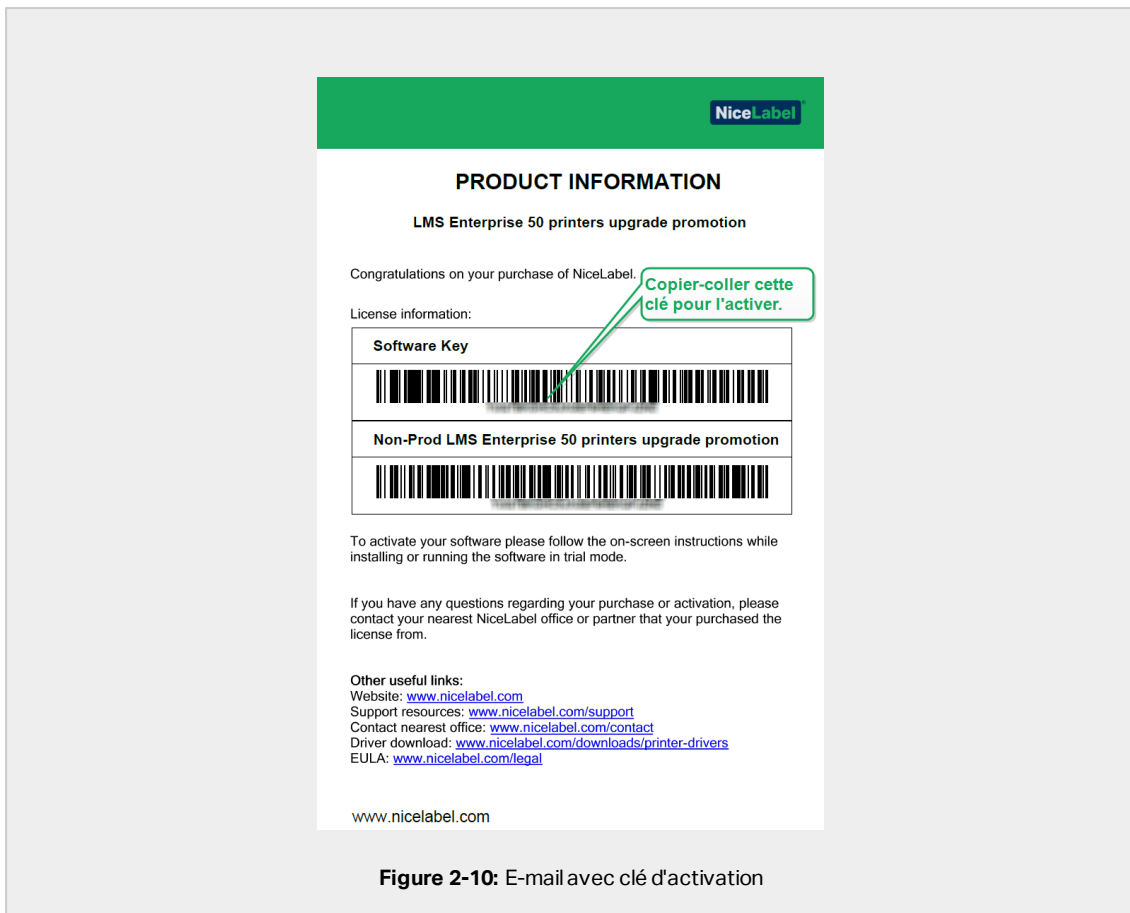 NiceLabel
PRODUCT INFORMATION
LMS Enterprise 50 printers upgrade promotion
Congratulations on your purchase of NiceLabel.
Copier-coller cette
clé pour l'activer.
License information:
Software Key
Non-Prod LMS Enterprise 50 printers upgrade promotion
To activate your software please follow the on-screen instructions while
installing or running the software in trial mode.
If you have any questions regarding your purchase or activation, please
contact your nearest NiceLabel office or partner that your purchased the
license from.
Other useful links:
Website: www.nicelabel.com
Support resources: www.nicelabel.com/support
Contact nearest office: www.nicelabel.com/contact
Driver download: www.nicelabel.com/downloads/printer-drivers
EULA: www.nicelabel.com/legal
www.nicelabel.com
Figure 2-10: E-mail avec clé d'activation